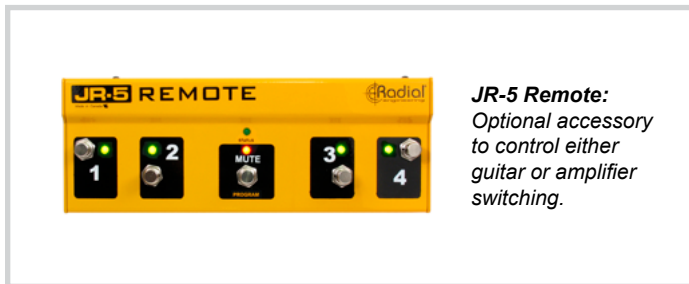 JR-5 REMOTE
Radial
JR-5 Remote:
Optional accessory
to control either
guitar or amplifier
switching.
STATUS
MUTE
1
2
3
4
PROGRAM